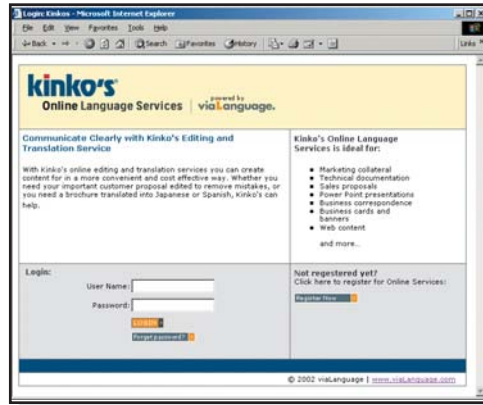 Login: Kinkos - Microsoft Internet Explorer
File Edit View Favorites Tools Help
Back Search Favorites History Links
kinko's
Online Language Services
powered by
viaLanguage.
Communicate Clearly with Kinko's Editing and
Translation Service
With Kinko's online editing and translation services you can create
content for in a more convenient and cost effective way. Whether you
need your important customer proposal edited to remove mistakes, or
you need a brochure translated into Japanese or Spanish, Kinko's can
help.
Kinko's Online Language
Services is ideal for:
Marketing collateral
Technical documentation
Sales proposals
Power Point presentations
Business correspondence
Business cards and
banners
Web content
and more...
Login:
User Name:
Password:
LOGIN
Forgot password?
Not regestered yet?
Click here to register for Online Services:
Register Now
© 2002 viaLanguage | www.viaLanguage.com